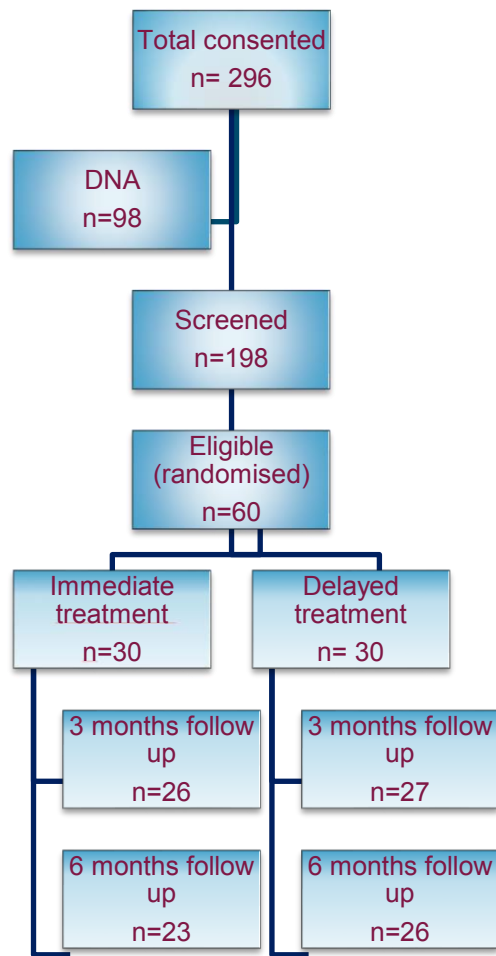 Total consented
n= 296
DNA
n=98
Screened
n=198
Eligible
(randomised)
n=60
Immediate
treatment
n=30
Delayed
treatment
n= 30
3 months follow
up
n=26
3 months follow
up
n=27
6 months follow
up
n=23
6 months follow
up
n=26